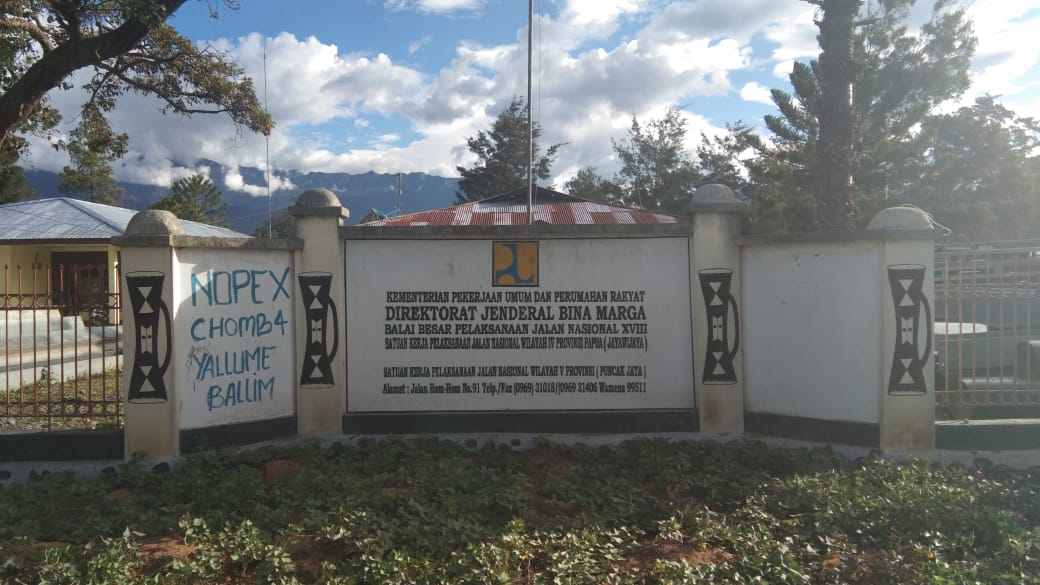 NOPEX
CHOMB4
YALLUME
BALLIM
KEMENTERIAN PEKERJAAN UMUM DAN PERUMAHAN RAKYAT
DIREKTORAT JENDERAL BINA MARGA
BALAI BESAR PELAKSANAAN JALAN NASIONAL XVIII
SATUAN KERJA PELAKSANAAN JALAN NASIONAL WILAYAH IV PROVINSI PAPUA ( JAYAWIJAYA)
SATUAN KERJA PELAKSANAAN JALAN NASIONAL WILAYAH V PROVINSI ( PUNCAK JAYA )
Alamat : Jalan Hom-Hom No.91 Telp./Fax (0969) 31018/(0969 31406 Wamena 99511